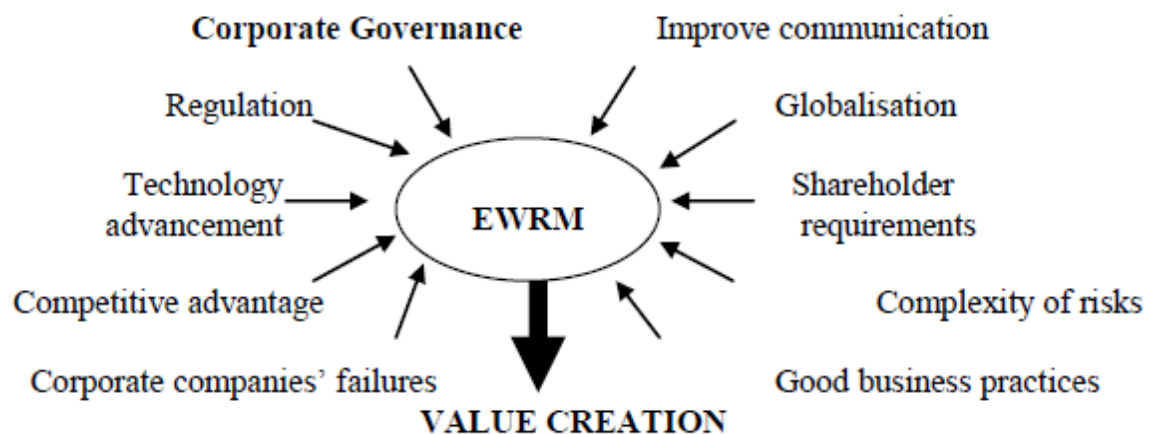 Corporate Governance
Improve communication
Regulation
Globalisation
Technology
advancement
Shareholder
requirements
EWRM
Competitive advantage
Complexity of risks
Corporate companies’ failures
Good business practices
VALUE CREATION